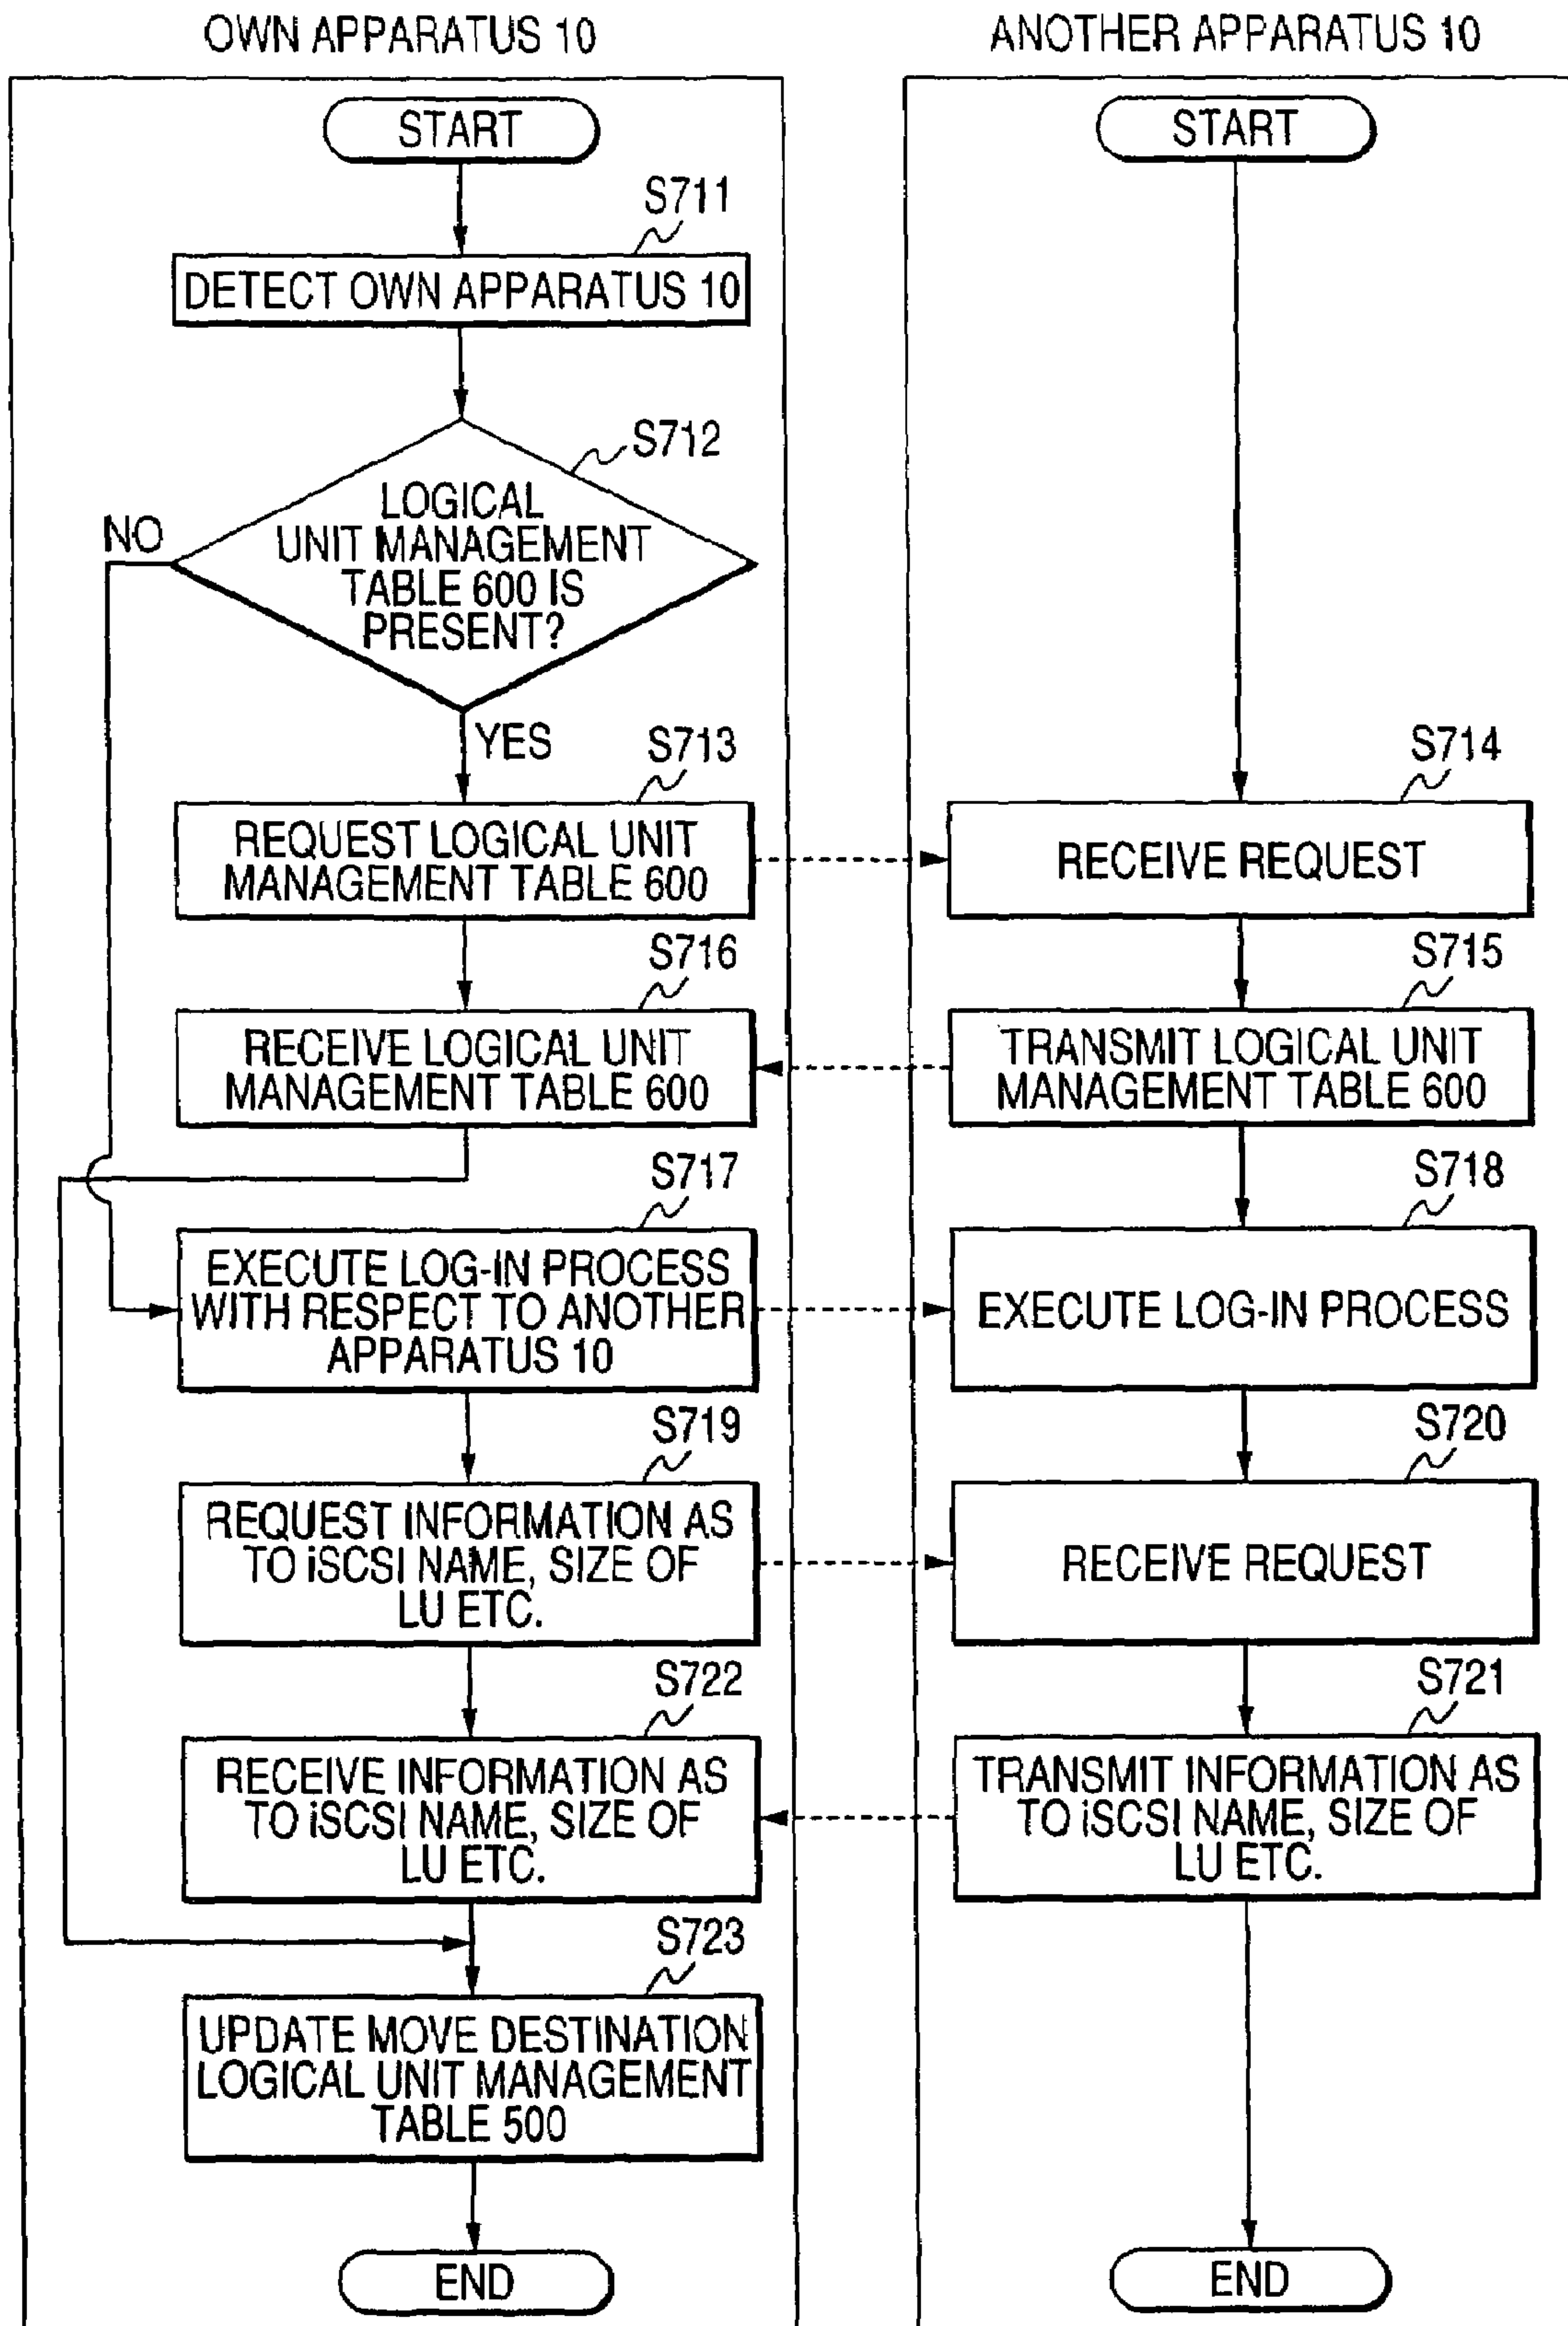 OWN APPARATUS 10
ANOTHER APPARATUS 10
START
START
S711
DETECT OWN APPARATUS 10
S712
LOGICAL
UNIT MANAGEMENT
TABLE 600 IS
PRESENT?
NO
YES
S713
REQUEST LOGICAL UNIT
MANAGEMENT TABLE 600
S714
RECEIVE REQUEST
S716
RECEIVE LOGICAL UNIT
MANAGEMENT TABLE 600
S715
TRANSMIT LOGICAL UNIT
MANAGEMENT TABLE 600
S717
EXECUTE LOG-IN PROCESS
WITH RESPECT TO ANOTHER
APPARATUS 10
S718
EXECUTE LOG-IN PROCESS
S719
REQUEST INFORMATION AS
TO iSCSI NAME, SIZE OF
LU ETC.
S720
RECEIVE REQUEST
S722
RECEIVE INFORMATION AS
TO iSCSI NAME, SIZE OF
LU ETC.
S721
TRANSMIT INFORMATION AS
TO iSCSI NAME, SIZE OF
LU ETC.
S723
UPDATE MOVE DESTINATION
LOGICAL UNIT MANAGEMENT
TABLE 500
END
END